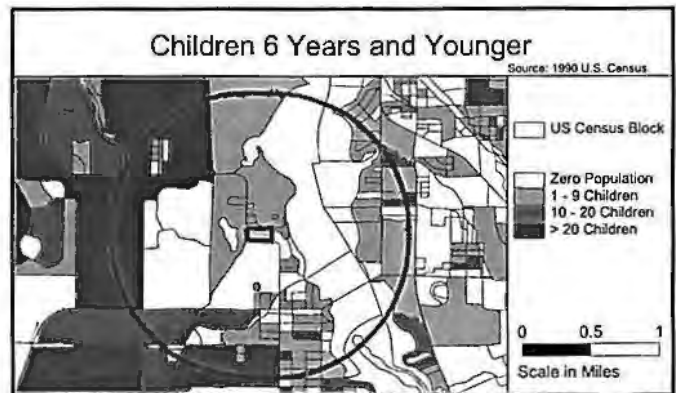 Children 6 Years and Younger
Source: 1990 U.S. Census
US Census Block
Zero Population
1 - 9 Children
10 - 20 Children
> 20 Children
0 0.5 1
Scale in Miles